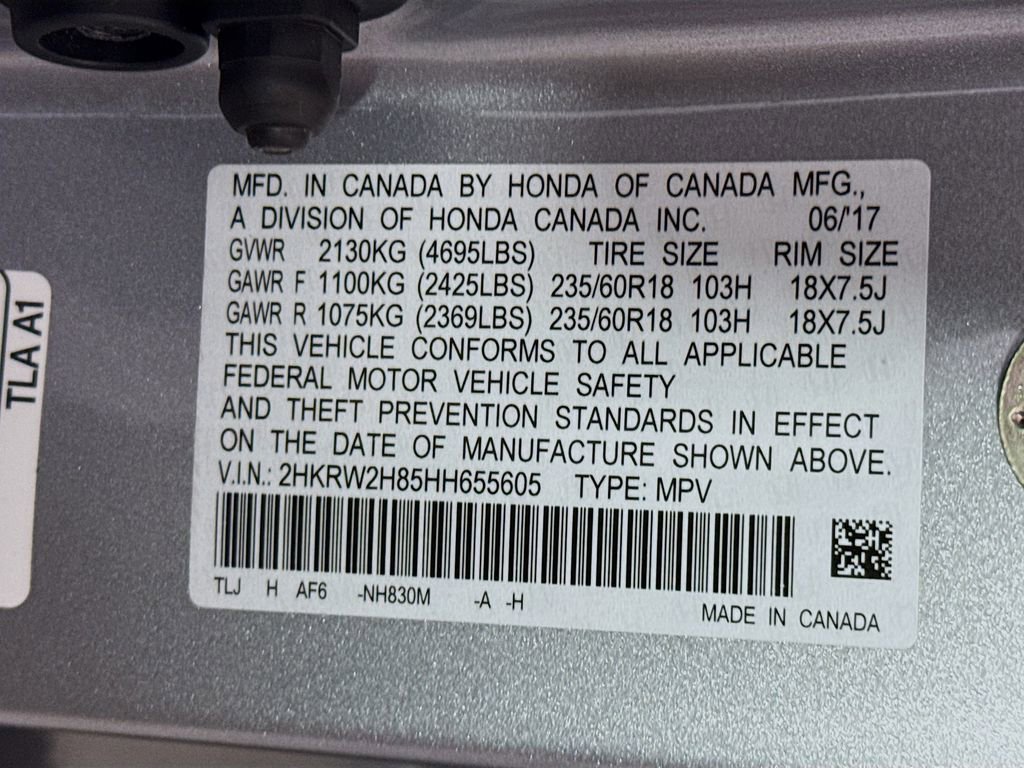 MFD. IN CANADA BY HONDA OF CANADA MFG.,
A DIVISION OF HONDA CANADA INC. 06/'17
GVWR 2130KG (4695LBS) TIRE SIZE RIM SIZE
GAWR F 1100KG (2425LBS) 235/60R18 103H 18X7.5J
GAWR R 1075KG (2369LBS) 235/60R18 103H 18X7.5J
THIS VEHICLE CONFORMS TO ALL APPLICABLE
FEDERAL MOTOR VEHICLE SAFETY
AND THEFT PREVENTION STANDARDS IN EFFECT
ON THE DATE OF MANUFACTURE SHOWN ABOVE.
V.I.N.: 2HKRW2H85HH655605 TYPE: MPV
TLJ H AF6 -NH830M -A -H
MADE IN CANADA
TLA A1